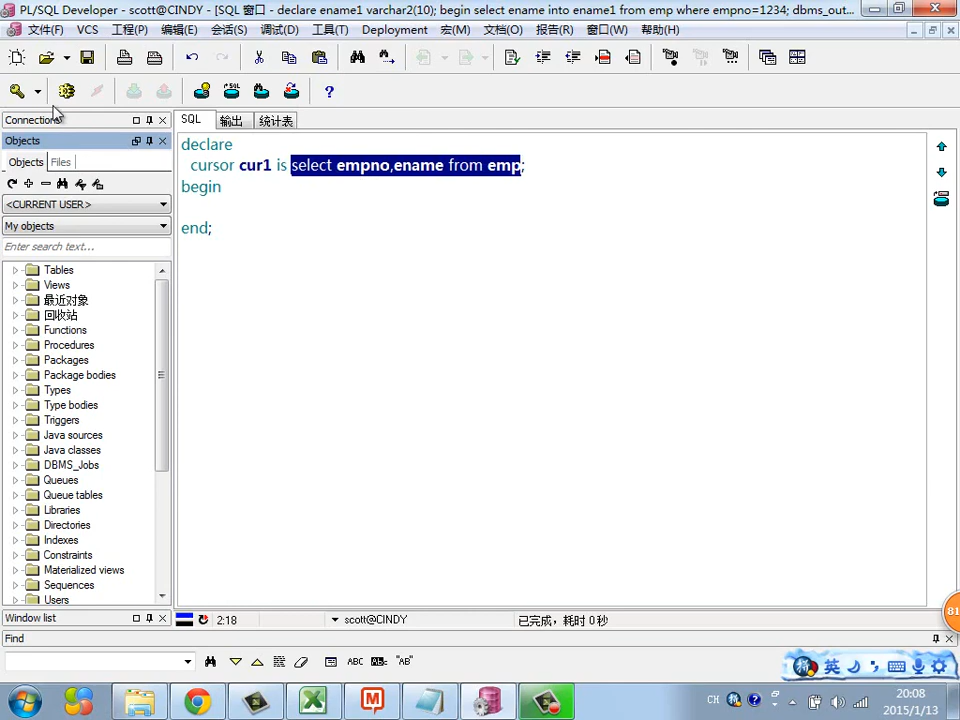 PL/SQL Developer - scott@CINDY - [SQL 窗口 - declare ename1 varchar2(10); begin select ename into ename1 from emp where empno=1234; dbms_out...
文件(F) VCS 工程(P) 编辑(E) 会话(S) 调试(D) 工具(T) Deployment 宏(M) 文档(O) 报告(R) 窗口(W) 帮助(H)
Connections
SQL 输出 统计表
Objects
Objects Files
<CURRENT USER>
My objects
Enter search text...
Tables
Views
最近对象
回收站
Functions
Procedures
Packages
Package bodies
Types
Type bodies
Triggers
Java sources
Java classes
DBMS_Jobs
Queues
Queue tables
Libraries
Directories
Indexes
Constraints
Materialized views
Sequences
Users
declare
cursor cur1 is select empno,ename from emp;
begin
end;
81
Window list
2:18 scott@CINDY 已完成，耗时 0 秒
Find
ABC "AB"
英
CH
20:08
2015/1/13